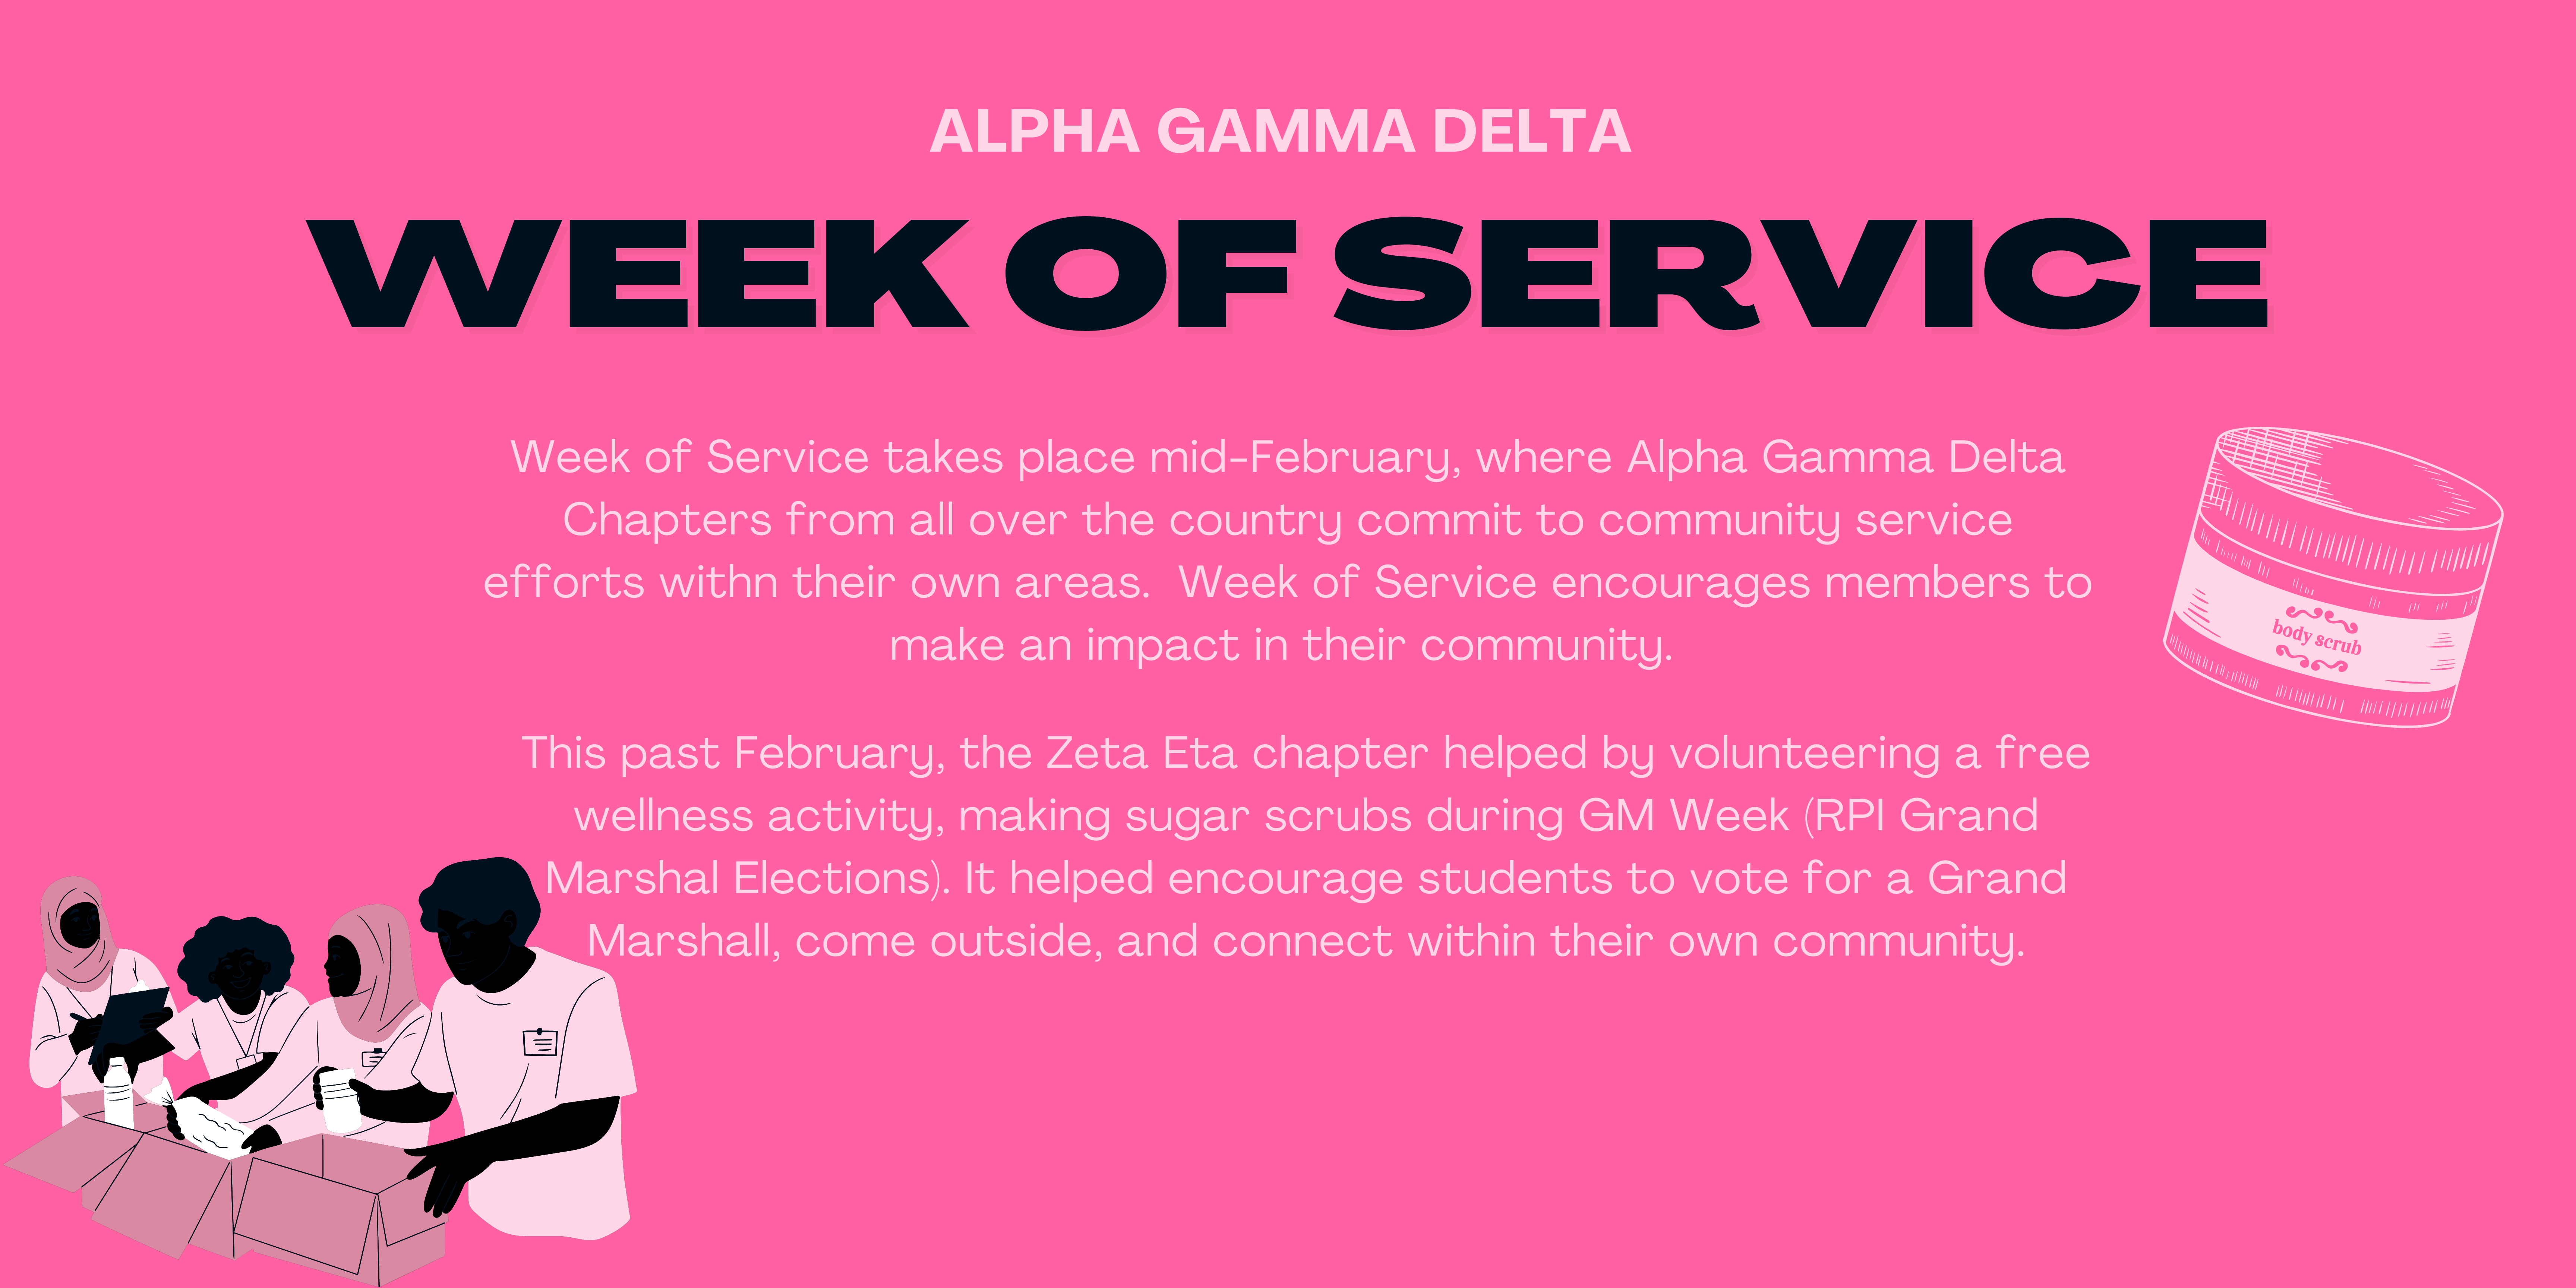 ALPHA GAMMA DELTA
WEEK OF SERVICE
Week of Service takes place mid-February, where Alpha Gamma Delta
Chapters from all over the country commit to community service
efforts withn their own areas.  Week of Service encourages members to
make an impact in their community.
This past February, the Zeta Eta chapter helped by volunteering a free
wellness activity, making sugar scrubs during GM Week (RPI Grand
Marshal Elections). It helped encourage students to vote for a Grand
Marshall, come outside, and connect within their own community.
body scrub